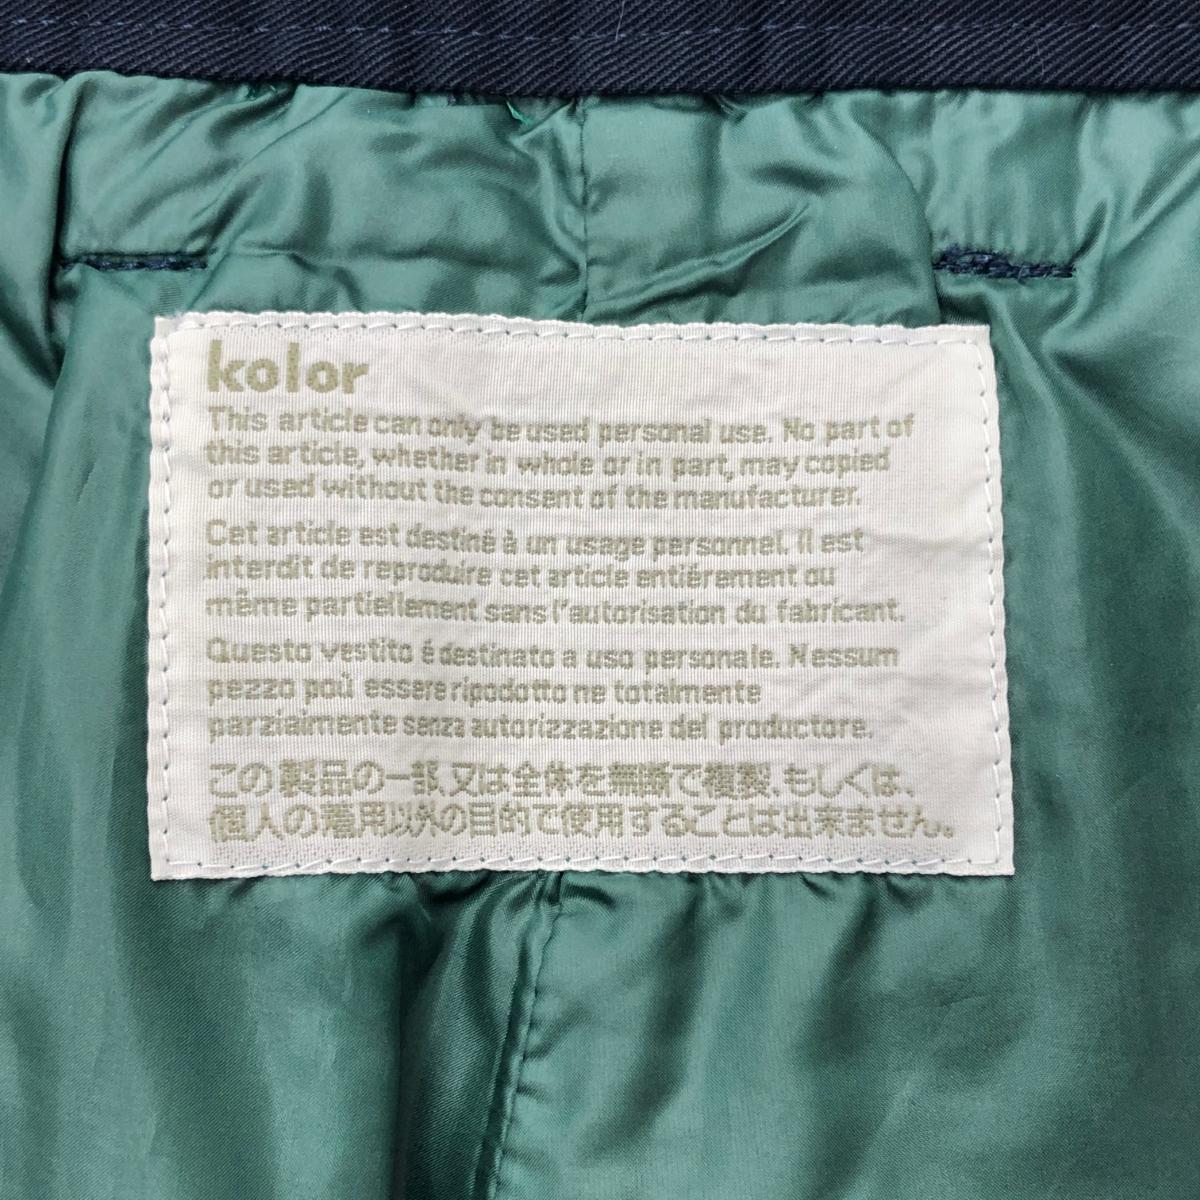 kolor
This article can only be used personal use. No part of
this article, whether in whole or in part, may copied
or used without the consent of the manufacturer.
Cet article est destiné à un usage personnel. Il est
interdit de reproduire cet article entiérement ou
même partiellement sans l'autorisation du fabricant.
Questo vestito é destinato a uso personale. Nessum
pezzo paù essere ripodotto ne totalmente
parziaimente senza autorizzazione del productore.
この製品の一部、又は全体を無断で複製、もしくは、
個人の着用以外の目的で使用することは出来ません。